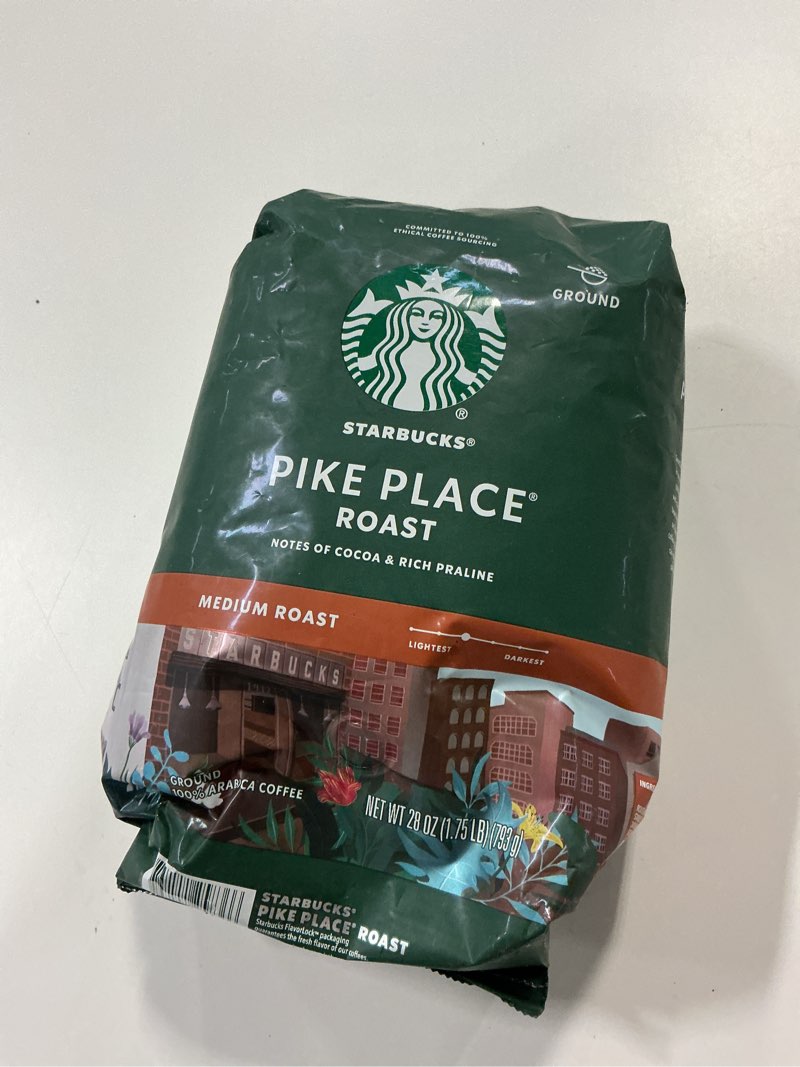 COMMITTED TO 100%
ETHICAL COFFEE SOURCING
GROUND
®
STARBUCKS®
PIKE PLACE®
ROAST
NOTES OF COCOA & RICH PRALINE
MEDIUM ROAST
LIGHTEST
DARKEST
STARBUCKS
1912
GROUND
100% ARABICA COFFEE
NET WT 28 OZ (1.75 LB) (793 g)
STARBUCKS®
PIKE PLACE® ROAST
Starbucks FlavorLock™ packaging
guarantees the fresh flavor of our coffees.